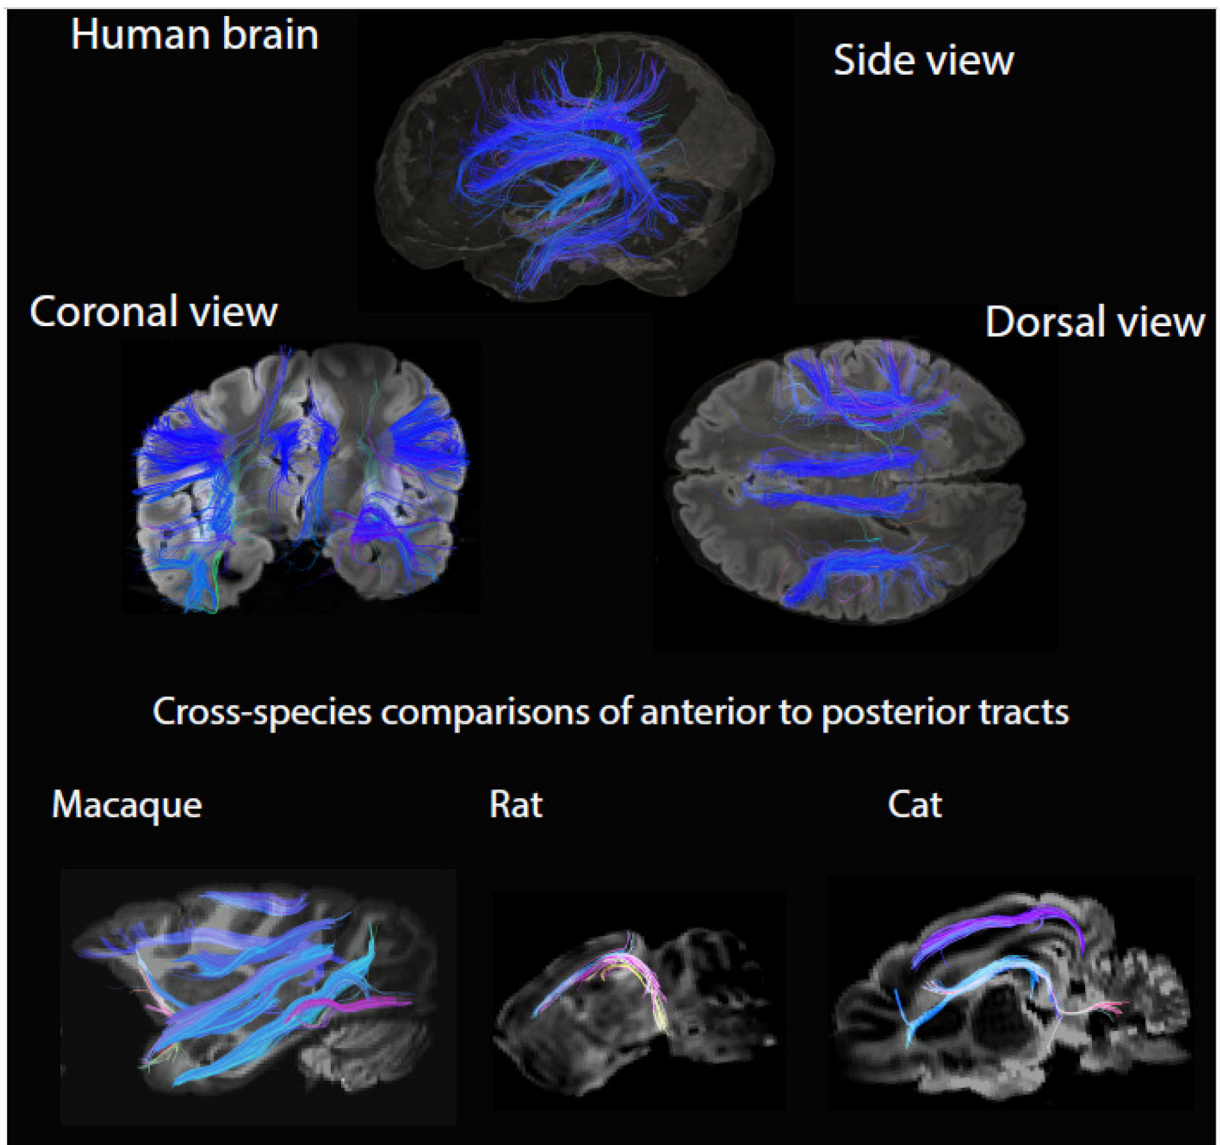 Human brain
Side view
Coronal view
Dorsal view
Cross-species comparisons of anterior to posterior tracts
Macaque
Rat
Cat